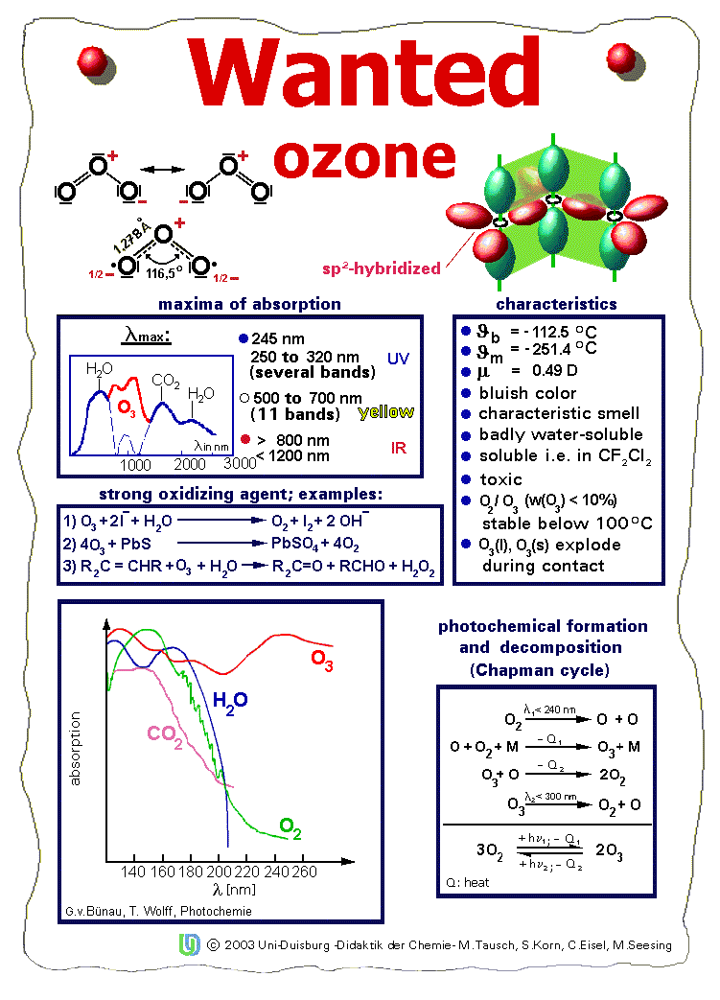 Wanted
ozone
O + O O − ↔ − O O + O
1.278Å O +
1/2 − O 116,5° O 1/2 −
sp²-hybridized
maxima of absorption
λmax:
H₂O CO₂ H₂O
O₃
λ in nm
1000 2000 3000
● 245 nm
250 to 320 nm UV
(several bands)
○ 500 to 700 nm
(11 bands) yellow
● > 800 nm
< 1200 nm IR
characteristics
● ϑb = -112.5 °C
● ϑm = -251.4 °C
● μ = 0.49 D
● bluish color
● characteristic smell
● badly water-soluble
● soluble i.e. in CF₂Cl₂
● toxic
● O₂/ O₃ (w(O₃) < 10%)
stable below 100°C
● O₃(l), O₃(s) explode
during contact
strong oxidizing agent; examples:
1) O₃ + 2I⁻ + H₂O → O₂ + I₂ + 2 OH⁻
2) 4O₃ + PbS → PbSO₄ + 4O₂
3) R₂C = CHR + O₃ + H₂O → R₂C=O + RCHO + H₂O₂
absorption
O₃
H₂O
CO₂
O₂
140 160 180 200 220 240 260
λ [nm]
G.v.Bünau, T. Wolff, Photochemie
photochemical formation
and decomposition
(Chapman cycle)
O₂ λ₁< 240 nm → O + O
O + O₂ + M − Q₁ → O₃ + M
O₃+ O − Q₂ → 2O₂
O₃ λ₂< 300 nm → O₂ + O
3O₂ + hν₁; − Q₁ ⇌ + hν₂; − Q₂ 2O₃
Q: heat
© 2003 Uni-Duisburg -Didaktik der Chemie- M.Tausch, S.Korn, C.Eisel, M.Seesing